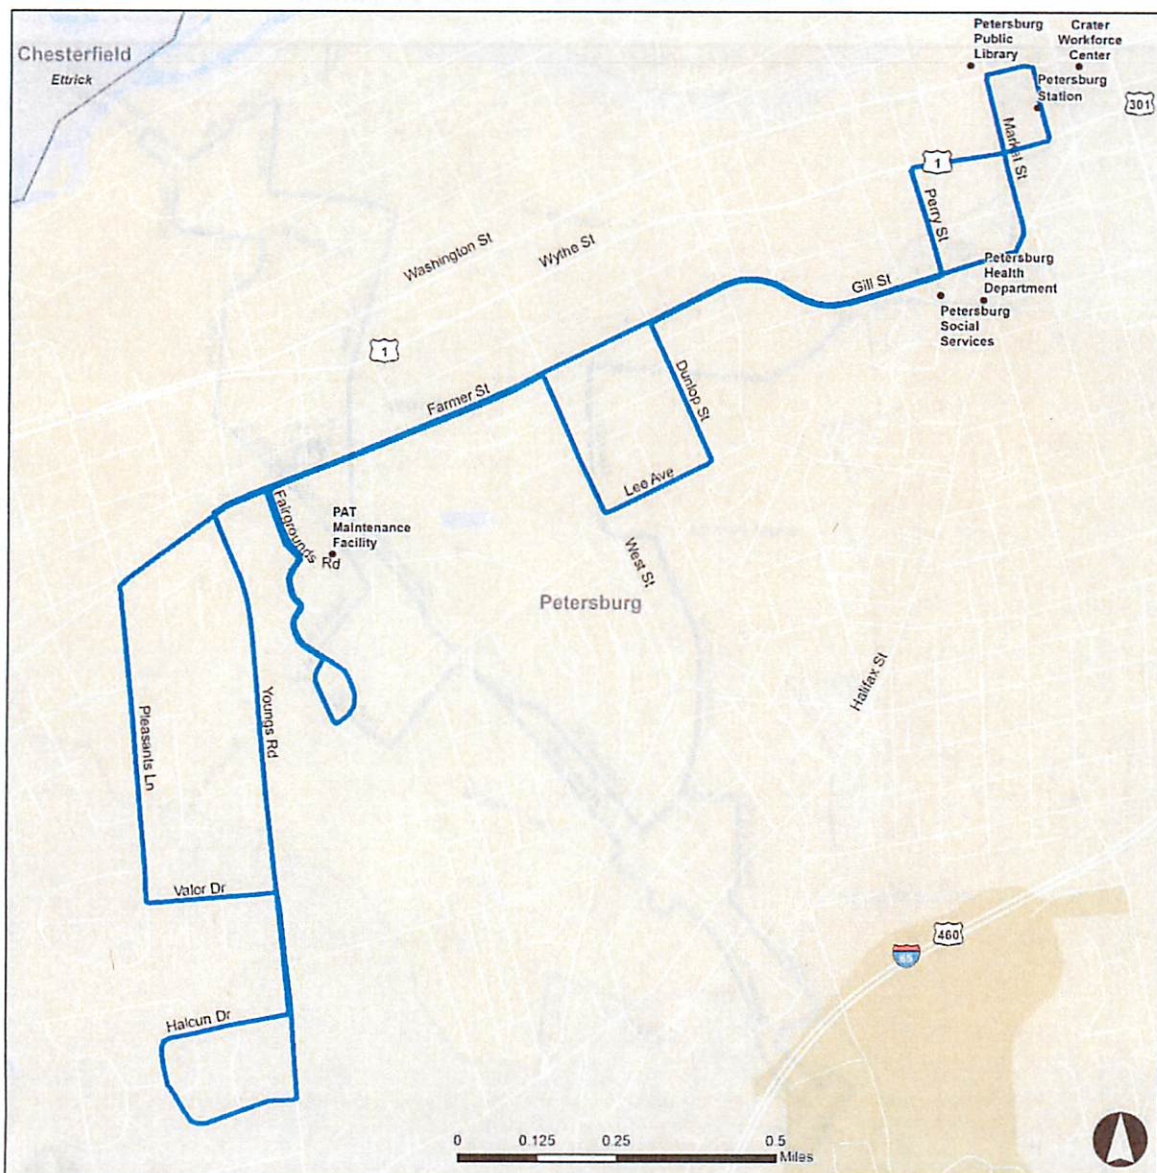 Chesterfield
Ettrick
Petersburg
Public
Library
Crater
Workforce
Center
Petersburg
Station
301
Market St
1
Perry St
Washington St
Wythe St
Gill St
Petersburg
Health
Department
Petersburg
Social
Services
1
Farmer St
Dunlop St
Lee Ave
Fairgrounds Rd
PAT
Maintenance
Facility
West St
Petersburg
Halifax St
Youngs Rd
Pleasants Ln
Valor Dr
460
85
Halcun Dr
0 0.125 0.25 0.5
Miles